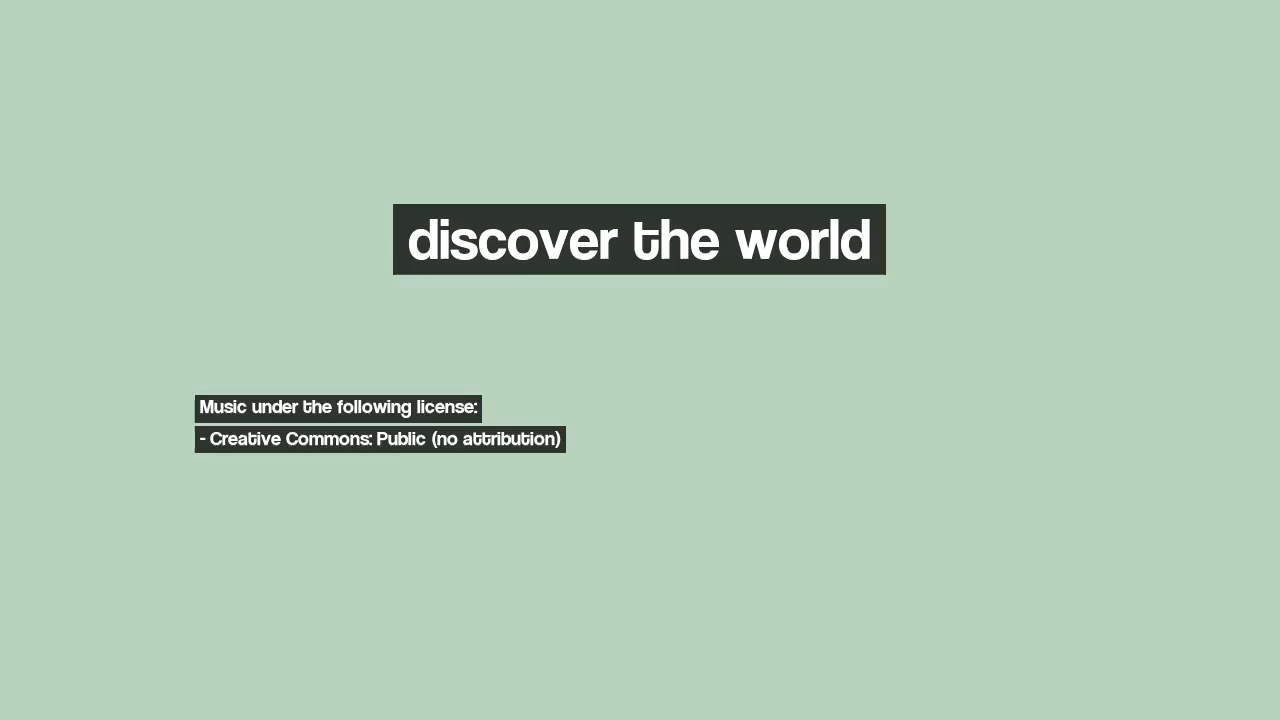 discover the world
Music under the following license:
- Creative Commons: Public (no attribution)